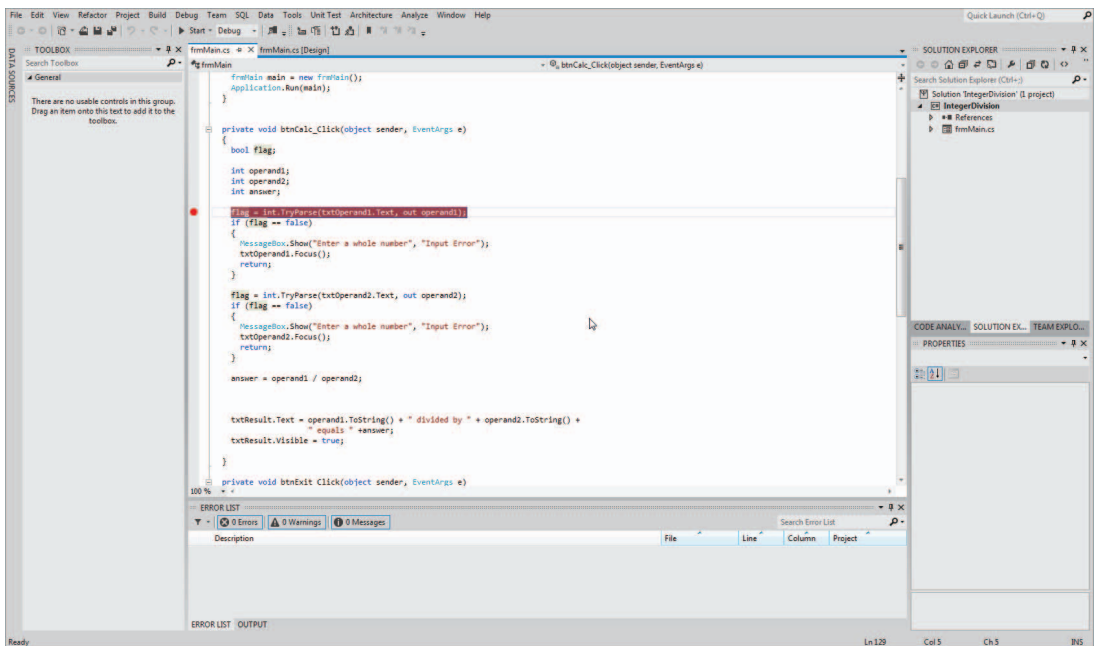 File Edit View Refactor Project Build Debug Team SQL Data Tools Unit Test Architecture Analyze Window Help Quick Launch (Ctrl+Q)
Start Debug
DATA SOURCES
TOOLBOX
Search Toolbox
General
There are no usable controls in this group.
Drag an item onto this text to add it to the
toolbox.
frmMain.cs frmMain.cs [Design]
frmMain btnCalc_Click(object sender, EventArgs e)
frmMain main = new frmMain();
Application.Run(main);
}
private void btnCalc_Click(object sender, EventArgs e)
{
bool flag;
int operand1;
int operand2;
int answer;
flag = int.TryParse(txtOperand1.Text, out operand1);
if (flag == false)
{
MessageBox.Show("Enter a whole number", "Input Error");
txtOperand1.Focus();
return;
}
flag = int.TryParse(txtOperand2.Text, out operand2);
if (flag == false)
{
MessageBox.Show("Enter a whole number", "Input Error");
txtOperand2.Focus();
return;
}
answer = operand1 / operand2;
txtResult.Text = operand1.ToString() + " divided by " + operand2.ToString() +
" equals " +answer;
txtResult.Visible = true;
}
private void btnExit_Click(object sender, EventArgs e)
100 %
ERROR LIST
0 Errors 0 Warnings 0 Messages Search Error List
Description File Line Column Project
ERROR LIST OUTPUT
SOLUTION EXPLORER
Search Solution Explorer (Ctrl+;)
Solution 'IntegerDivision' (1 project)
IntegerDivision
References
frmMain.cs
CODE ANALY... SOLUTION EX... TEAM EXPLO...
PROPERTIES
Ready Ln 129 Col 5 Ch 5 INS